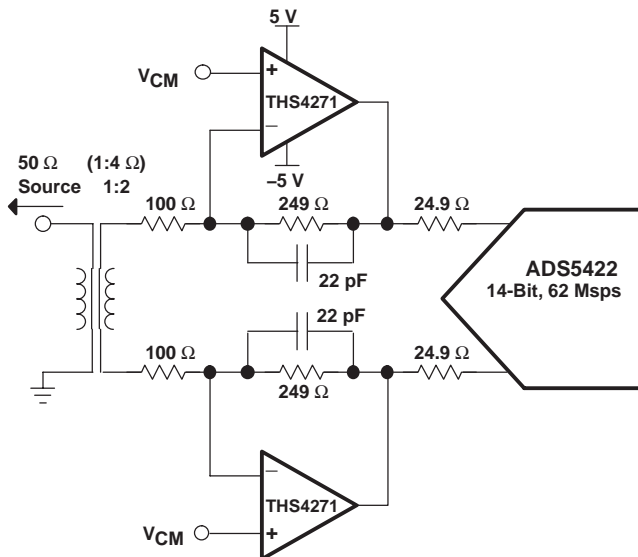 5 V
VCM
+
THS4271
−
50 Ω
Source
(1:4 Ω)
1:2
−5 V
100 Ω
249 Ω
24.9 Ω
22 pF
ADS5422
14-Bit, 62 Msps
22 pF
100 Ω
249 Ω
24.9 Ω
−
THS4271
VCM
+